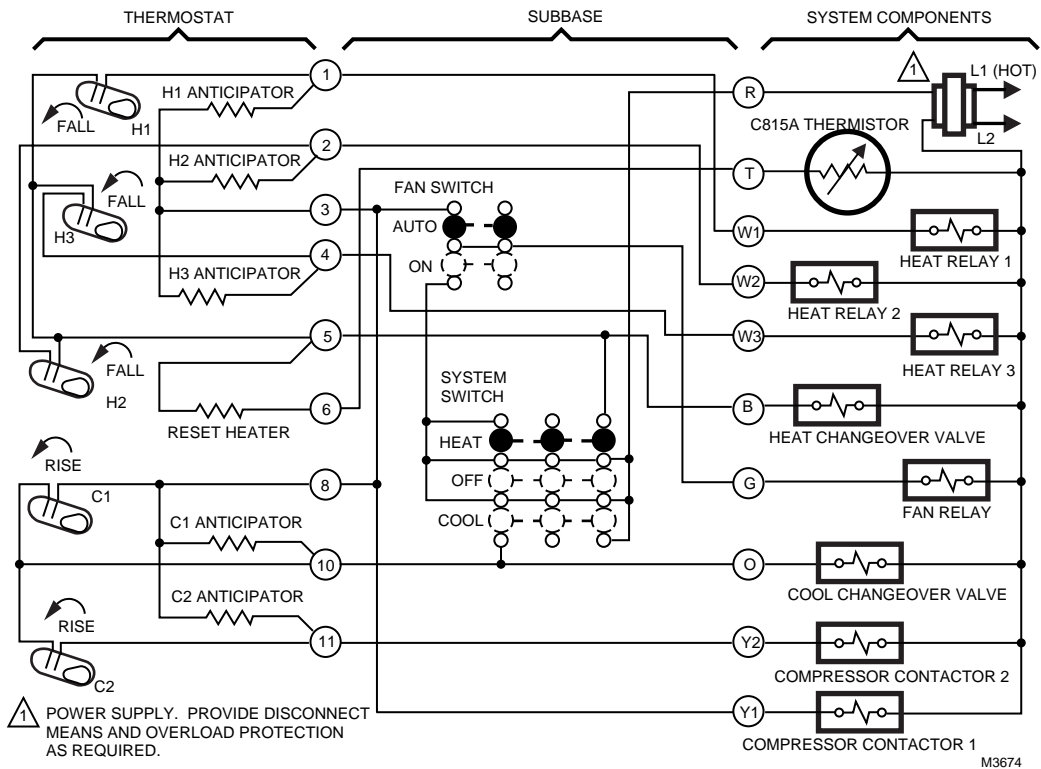 THERMOSTAT
SUBBASE
SYSTEM COMPONENTS
1
L1 (HOT)
1
H1 ANTICIPATOR
R
FALL
H1
C815A THERMISTOR
L2
2
H2 ANTICIPATOR
T
FAN SWITCH
FALL
3
AUTO
H3
W1
4
ON
HEAT RELAY 1
H3 ANTICIPATOR
W2
HEAT RELAY 2
5
W3
FALL
HEAT RELAY 3
H2
SYSTEM
SWITCH
6
B
RESET HEATER
HEAT
HEAT CHANGEOVER VALVE
RISE
C1
8
OFF
G
FAN RELAY
C1 ANTICIPATOR
COOL
10
O
C2 ANTICIPATOR
COOL CHANGEOVER VALVE
RISE
11
Y2
C2
COMPRESSOR CONTACTOR 2
1
POWER SUPPLY. PROVIDE DISCONNECT
MEANS AND OVERLOAD PROTECTION
AS REQUIRED.
Y1
COMPRESSOR CONTACTOR 1
M3674